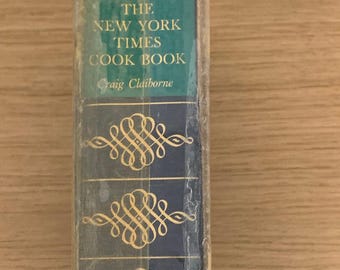 THE
NEW YORK
TIMES
COOK BOOK
Craig Claiborne